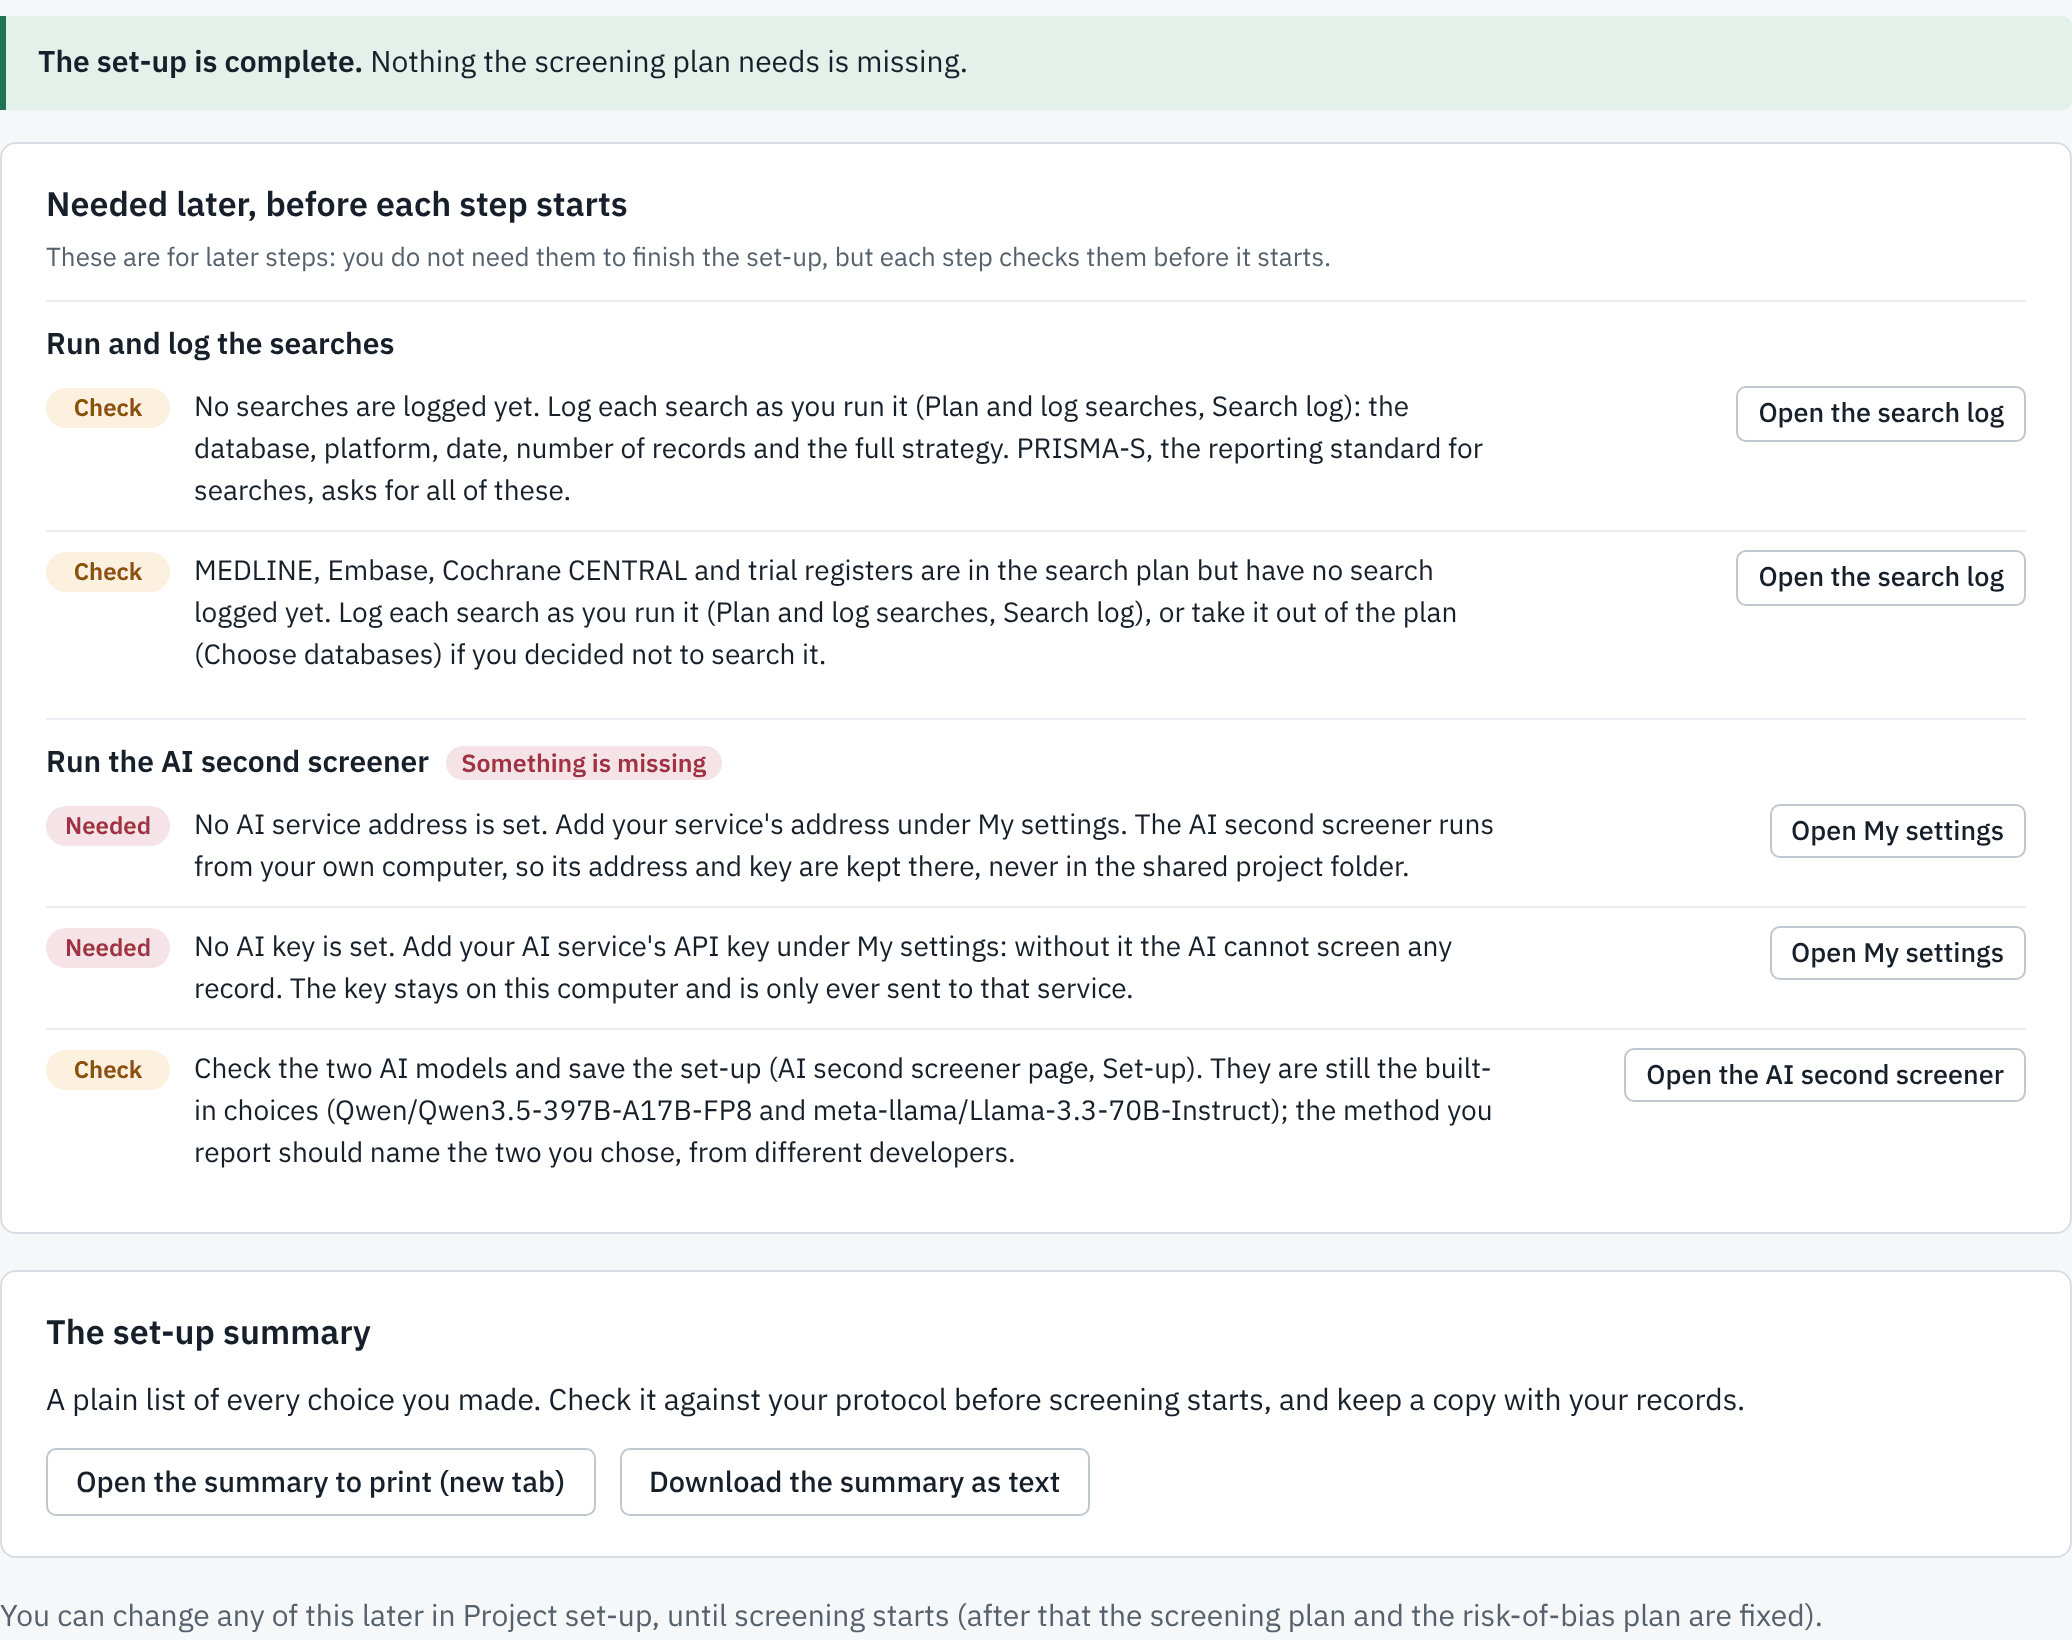 The set-up is complete. Nothing the screening plan needs is missing.
Needed later, before each step starts
These are for later steps: you do not need them to finish the set-up, but each step checks them before it starts.
Run and log the searches
Check
No searches are logged yet. Log each search as you run it (Plan and log searches, Search log): the
database, platform, date, number of records and the full strategy. PRISMA-S, the reporting standard for
searches, asks for all of these.
Open the search log
Check
MEDLINE, Embase, Cochrane CENTRAL and trial registers are in the search plan but have no search
logged yet. Log each search as you run it (Plan and log searches, Search log), or take it out of the plan
(Choose databases) if you decided not to search it.
Open the search log
Run the AI second screener
Something is missing
Needed
No AI service address is set. Add your service's address under My settings. The AI second screener runs
from your own computer, so its address and key are kept there, never in the shared project folder.
Open My settings
Needed
No AI key is set. Add your AI service's API key under My settings: without it the AI cannot screen any
record. The key stays on this computer and is only ever sent to that service.
Open My settings
Check
Check the two AI models and save the set-up (AI second screener page, Set-up). They are still the built-
in choices (Qwen/Qwen3.5-397B-A17B-FP8 and meta-llama/Llama-3.3-70B-Instruct); the method you
report should name the two you chose, from different developers.
Open the AI second screener
The set-up summary
A plain list of every choice you made. Check it against your protocol before screening starts, and keep a copy with your records.
Open the summary to print (new tab)
Download the summary as text
You can change any of this later in Project set-up, until screening starts (after that the screening plan and the risk-of-bias plan are fixed).